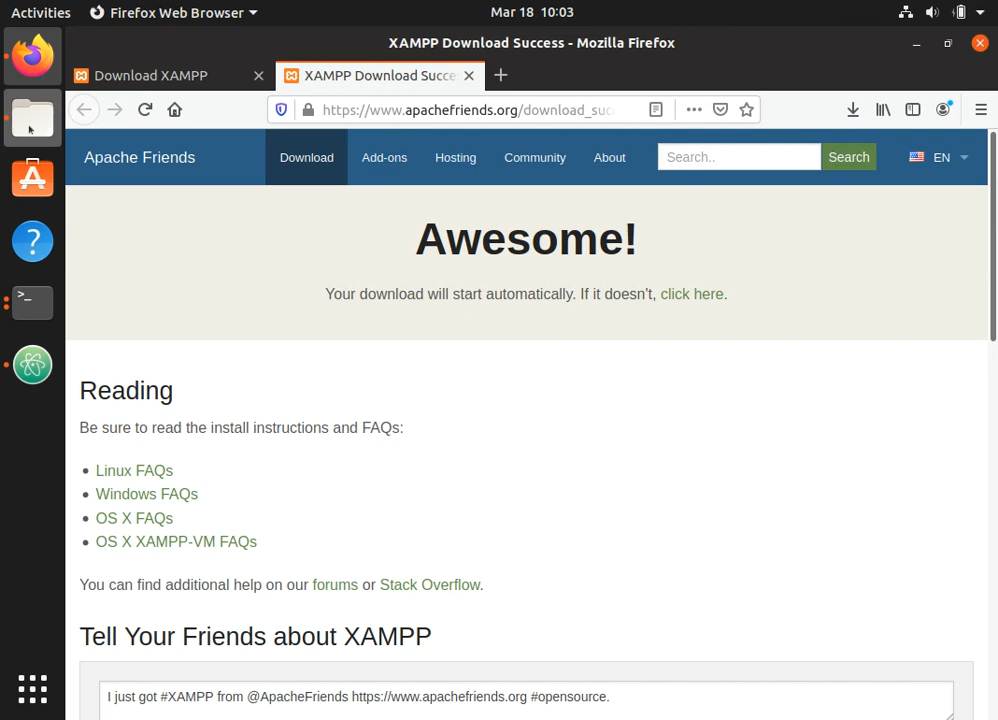 Activities
Firefox Web Browser
Mar 18 10:03
XAMPP Download Success - Mozilla Firefox
Download XAMPP
XAMPP Download Succe
https://www.apachefriends.org/download_suc
Apache Friends
Download
Add-ons
Hosting
Community
About
Search..
Search
EN
Awesome!
Your download will start automatically. If it doesn't, click here.
Reading
Be sure to read the install instructions and FAQs:
Linux FAQs
Windows FAQs
OS X FAQs
OS X XAMPP-VM FAQs
You can find additional help on our forums or Stack Overflow.
Tell Your Friends about XAMPP
I just got #XAMPP from @ApacheFriends https://www.apachefriends.org #opensource.